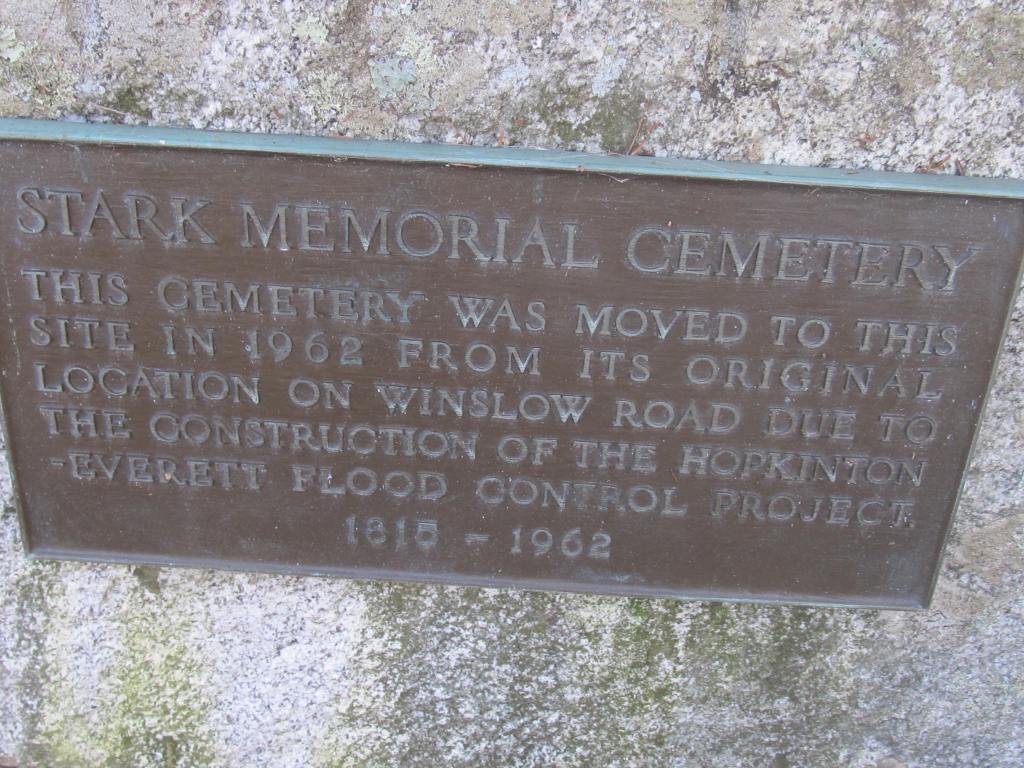 STARK MEMORIAL CEMETERY
THIS CEMETERY WAS MOVED TO THIS
SITE IN 1962 FROM ITS ORIGINAL
LOCATION ON WINSLOW ROAD DUE TO
THE CONSTRUCTION OF THE HOPKINTON
-EVERETT FLOOD CONTROL PROJECT.
1815 - 1962